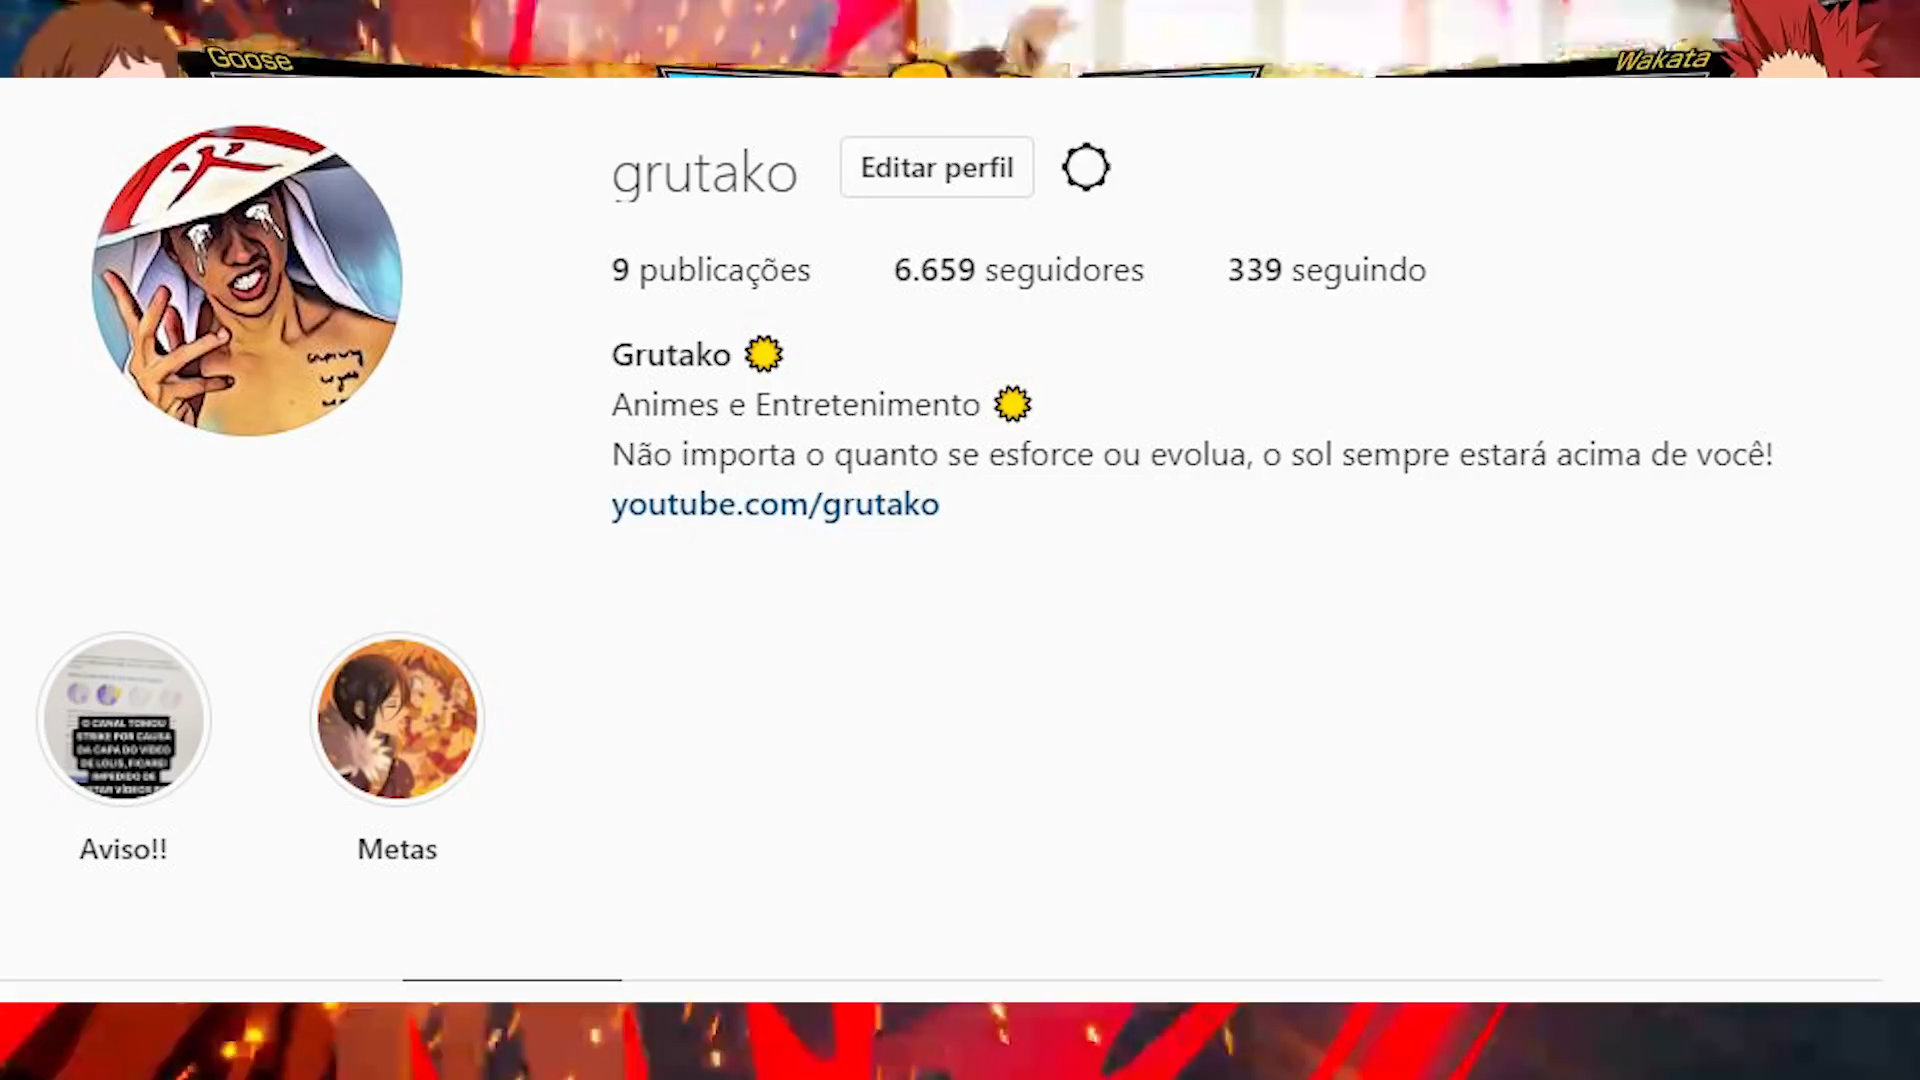 Goose
Wakata
火
grutako
Editar perfil
9 publicações 6.659 seguidores 339 seguindo
Grutako
Animes e Entretenimento
Não importa o quanto se esforce ou evolua, o sol sempre estará acima de você!
youtube.com/grutako
O CANAL TOMOU
STRIKE POR CAUSA
DA CAPA DO VÍDEO
DE LOLIS, FICAREI
IMPEDIDO DE
Aviso!!
Metas